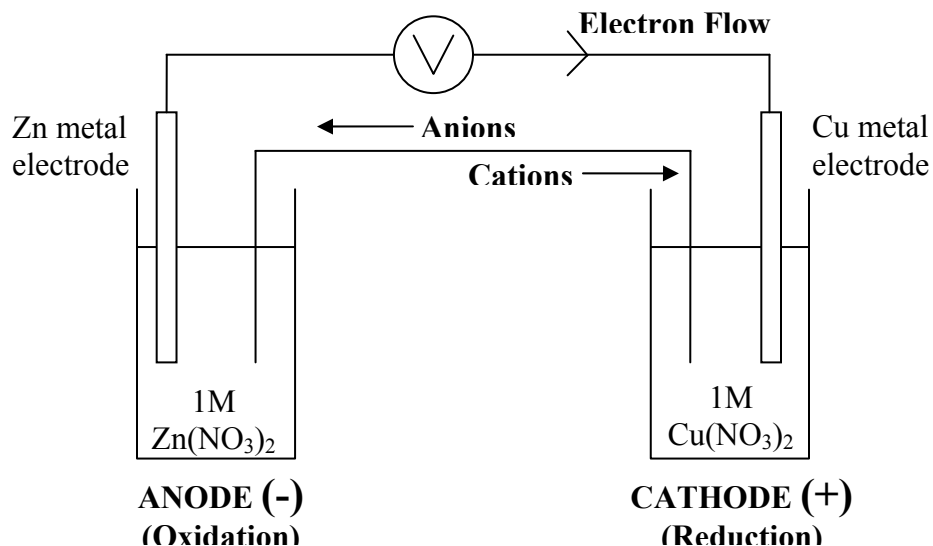 Electron Flow
V
Zn metal
electrode
Cu metal
electrode
Anions
Cations
1M
Zn(NO₃)₂
1M
Cu(NO₃)₂
ANODE (-)
(Oxidation)
CATHODE (+)
(Reduction)